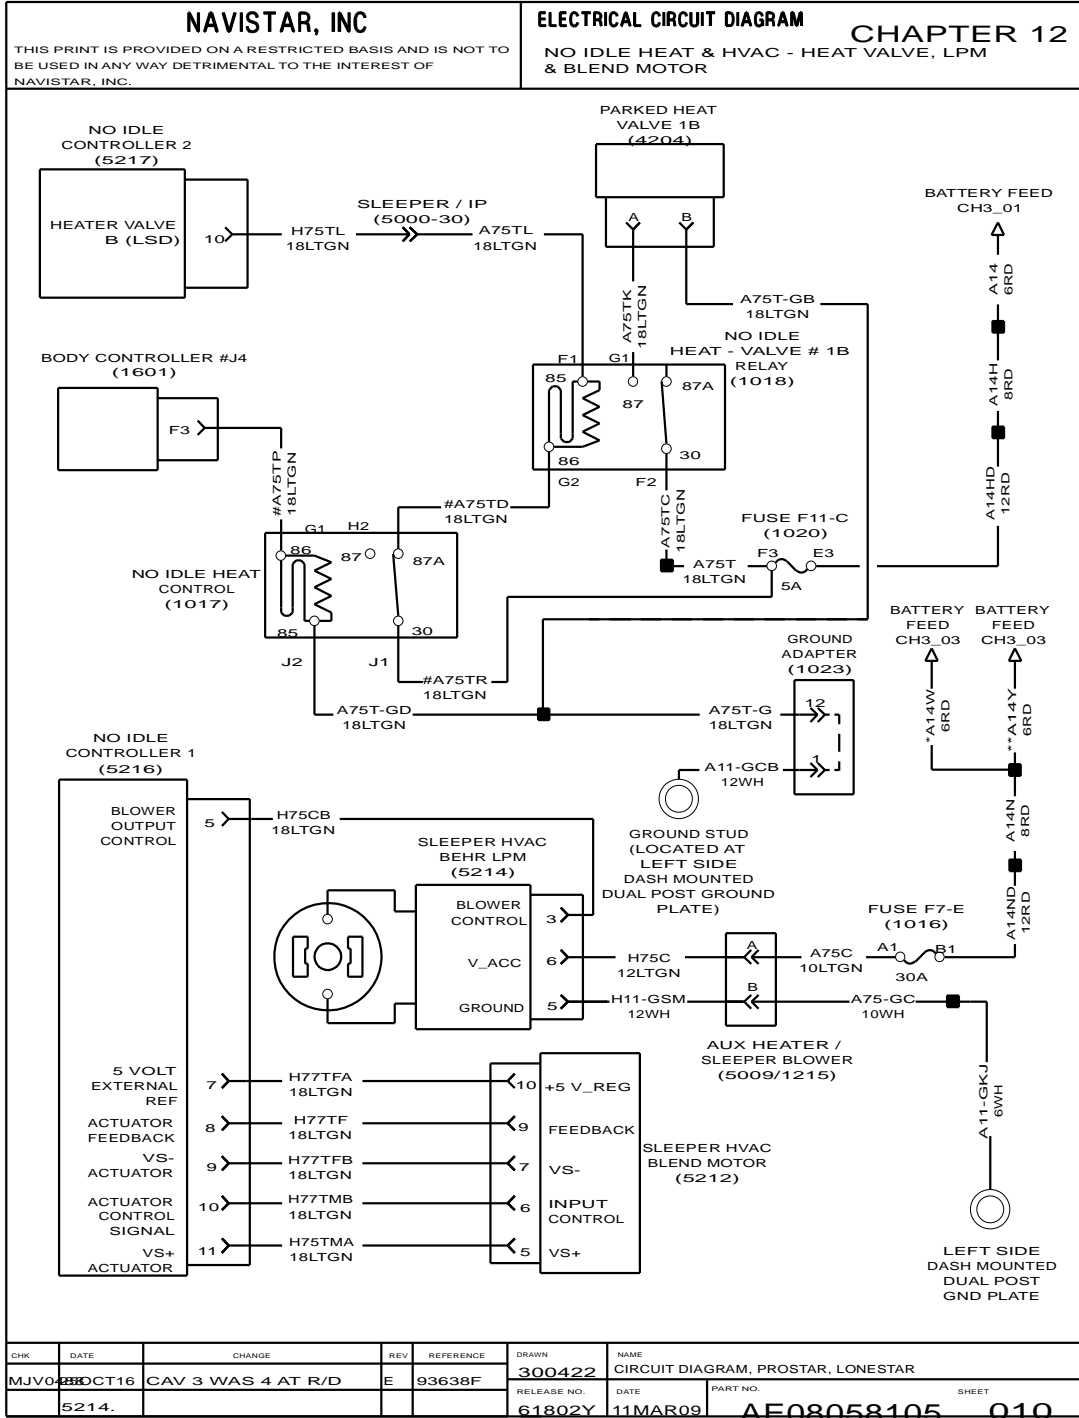 NAVISTAR, INC
THIS PRINT IS PROVIDED ON A RESTRICTED BASIS AND IS NOT TO
BE USED IN ANY WAY DETRIMENTAL TO THE INTEREST OF
NAVISTAR, INC.
ELECTRICAL CIRCUIT DIAGRAM
CHAPTER 12
NO IDLE HEAT & HVAC - HEAT VALVE, LPM
& BLEND MOTOR
NO IDLE
CONTROLLER 2
(5217)
HEATER VALVE
B (LSD)
10
H75TL
18LTGN
SLEEPER / IP
(5000-30)
A75TL
18LTGN
PARKED HEAT
VALVE 1B
(4204)
A
B
A75TK
18LTGN
A75T-GB
18LTGN
BATTERY FEED
CH3_01
A14
6RD
A14H
8RD
A14HD
12RD
NO IDLE
HEAT - VALVE # 1B
RELAY
(1018)
F1
G1
85
87
87A
86
30
G2
F2
BODY CONTROLLER #J4
(1601)
F3
#A75TP
18LTGN
#A75TD
18LTGN
A75TC
18LTGN
A75T
18LTGN
FUSE F11-C
(1020)
F3
E3
5A
NO IDLE HEAT
CONTROL
(1017)
G1
H2
86
87
87A
85
30
J2
J1
#A75TR
18LTGN
A75T-GD
18LTGN
A75T-G
18LTGN
GROUND
ADAPTER
(1023)
12
1
A11-GCB
12WH
GROUND STUD
(LOCATED AT
LEFT SIDE
DASH MOUNTED
DUAL POST GROUND
PLATE)
BATTERY
FEED
CH3_03
BATTERY
FEED
CH3_03
*A14W
6RD
**A14Y
6RD
A14N
8RD
A14ND
12RD
NO IDLE
CONTROLLER 1
(5216)
BLOWER
OUTPUT
CONTROL
5
H75CB
18LTGN
SLEEPER HVAC
BEHR LPM
(5214)
BLOWER
CONTROL
3
V_ACC
6
GROUND
5
H75C
12LTGN
H11-GSM
12WH
A
B
AUX HEATER /
SLEEPER BLOWER
(5009/1215)
A75C
10LTGN
A75-GC
10WH
FUSE F7-E
(1016)
A1
B1
30A
A11-GKJ
6WH
LEFT SIDE
DASH MOUNTED
DUAL POST
GND PLATE
5 VOLT
EXTERNAL
REF
7
H77TFA
18LTGN
10
+5 V_REG
ACTUATOR
FEEDBACK
8
H77TF
18LTGN
9
FEEDBACK
VS-
ACTUATOR
9
H77TFB
18LTGN
7
VS-
ACTUATOR
CONTROL
SIGNAL
10
H77TMB
18LTGN
6
INPUT
CONTROL
VS+
ACTUATOR
11
H75TMA
18LTGN
5
VS+
SLEEPER HVAC
BLEND MOTOR
(5212)
CHK
DATE
CHANGE
REV
REFERENCE
CAV 3 WAS 4 AT R/D
E
93638F
5214.
DRAWN
300422
NAME
CIRCUIT DIAGRAM, PROSTAR, LONESTAR
RELEASE NO.
61802Y
DATE
11MAR09
PART NO.
AE08058105
SHEET
010